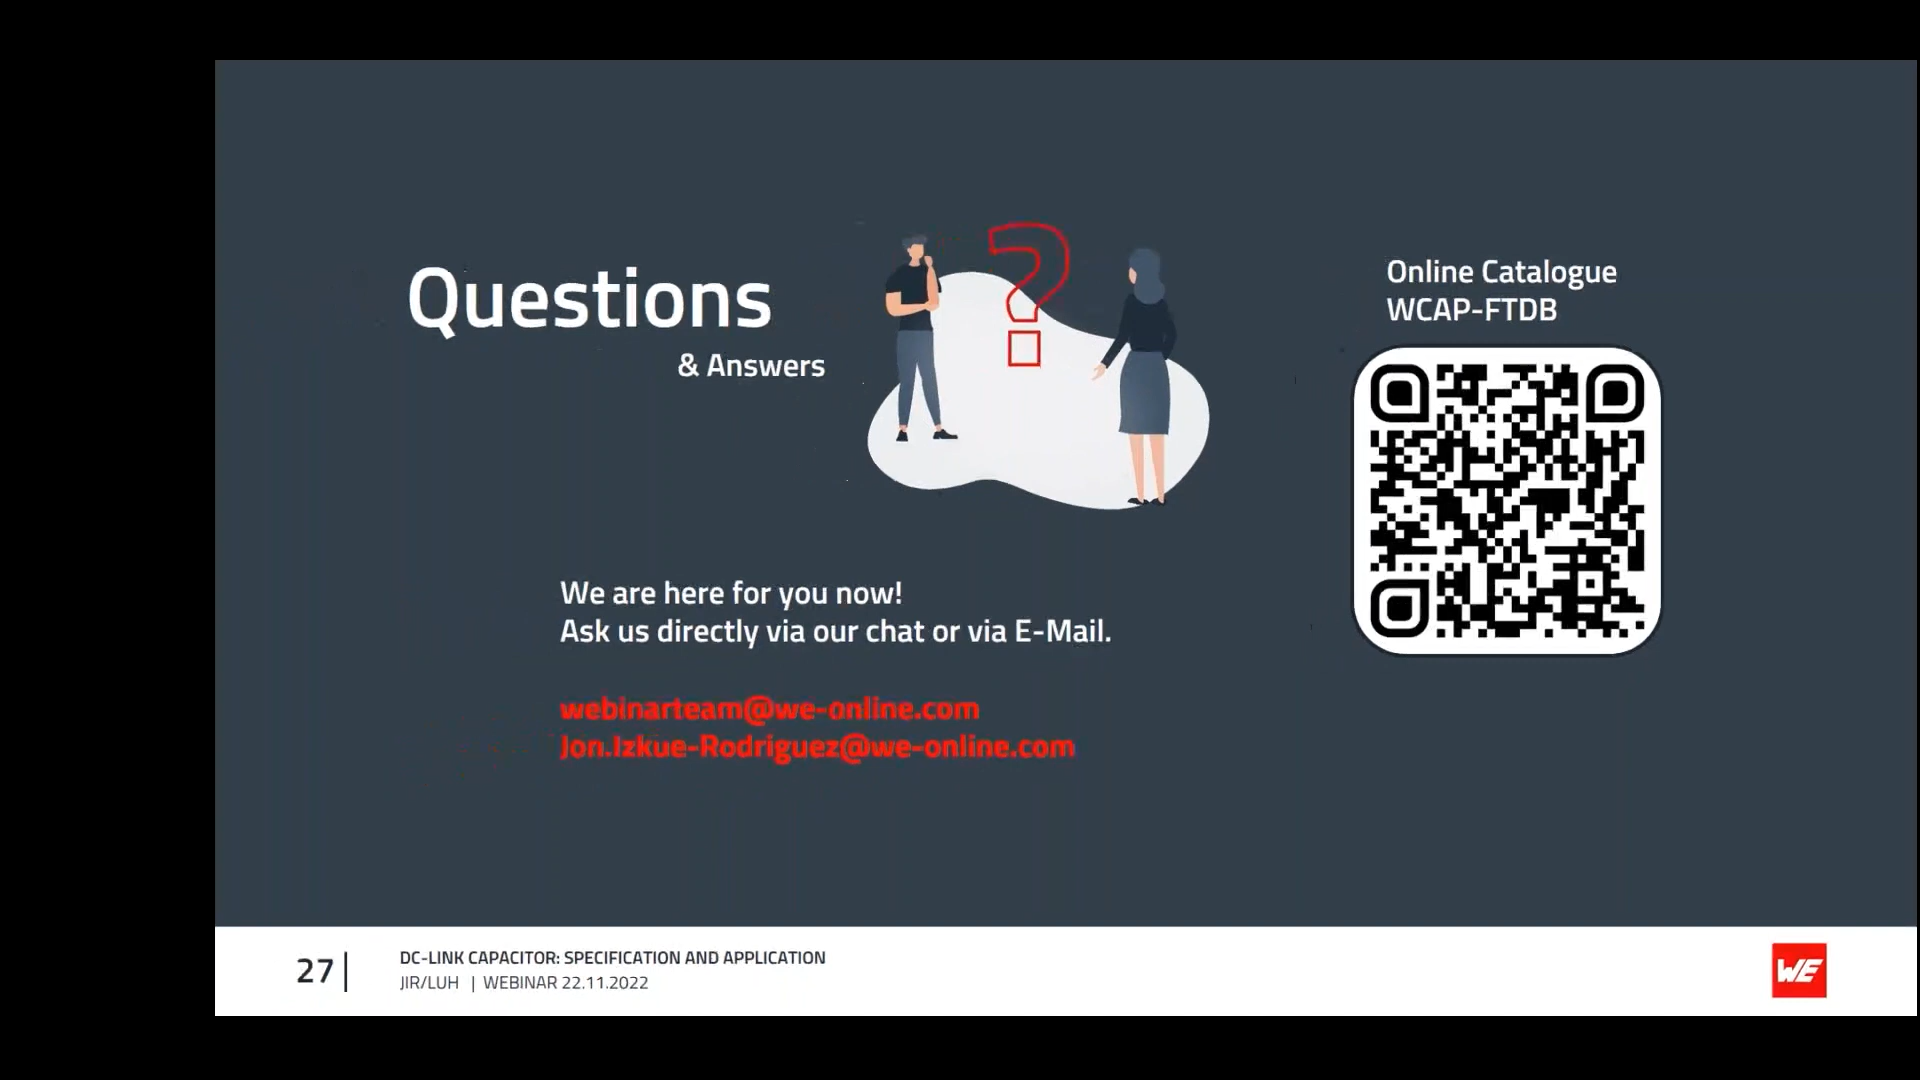 Questions
& Answers
?
Online Catalogue
WCAP-FTDB
We are here for you now!
Ask us directly via our chat or via E-Mail.
webinarteam@we-online.com
Jon.Izkue-Rodriguez@we-online.com
27 |
DC-LINK CAPACITOR: SPECIFICATION AND APPLICATION
JIR/LUH | WEBINAR 22.11.2022
WE